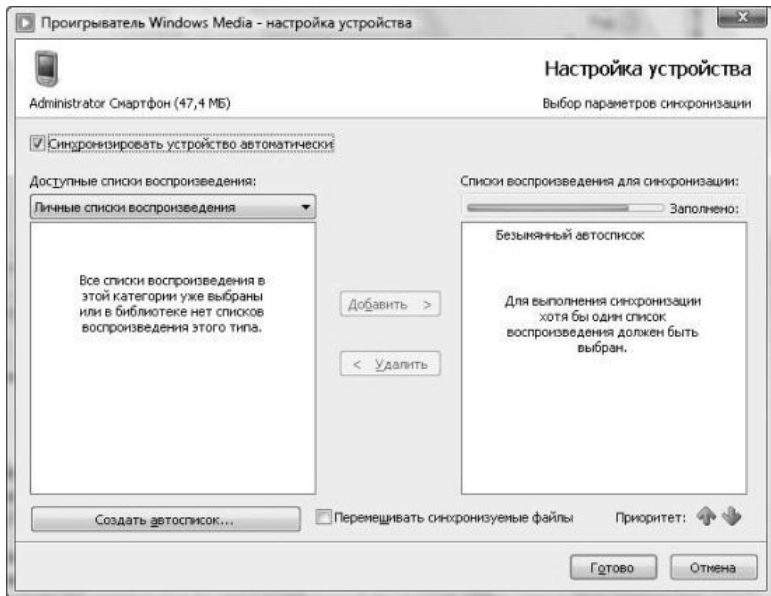 Проигрыватель Windows Media - настройка устройства
Настройка устройства
Administrator Смартфон (47,4 МБ)
Выбор параметров синхронизации
Синхронизировать устройство автоматически
Доступные списки воспроизведения:
Списки воспроизведения для синхронизации:
Личные списки воспроизведения
Заполнено:
Безымянный автосписок
Все списки воспроизведения в
этой категории уже выбраны
или в библиотеке нет списков
воспроизведения этого типа.
Добавить >
< Удалить
Для выполнения синхронизации
хотя бы один список
воспроизведения должен быть
выбран.
Создать автосписок...
Перемешивать синхронизуемые файлы
Приоритет:
Готово
Отмена